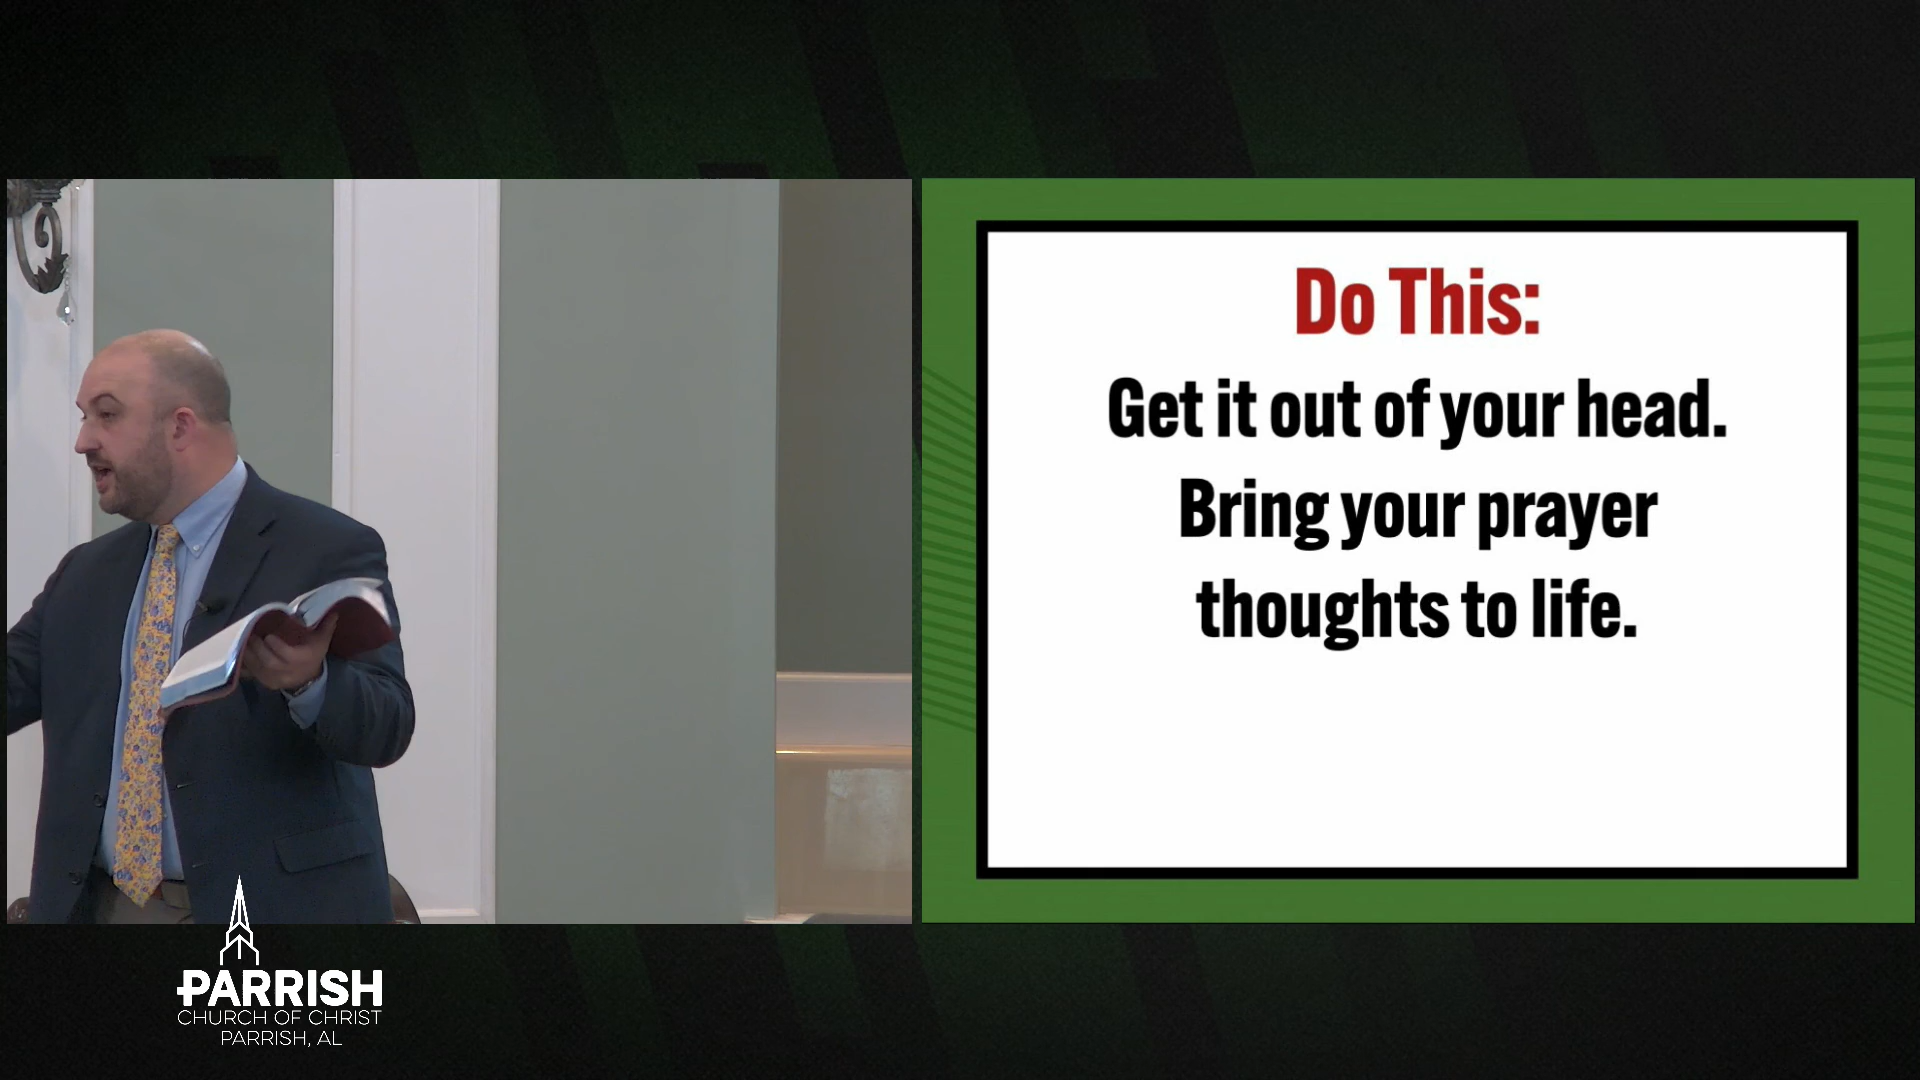 Do This:
Get it out of your head.
Bring your prayer
thoughts to life.
PARRISH
CHURCH OF CHRIST
PARRISH, AL